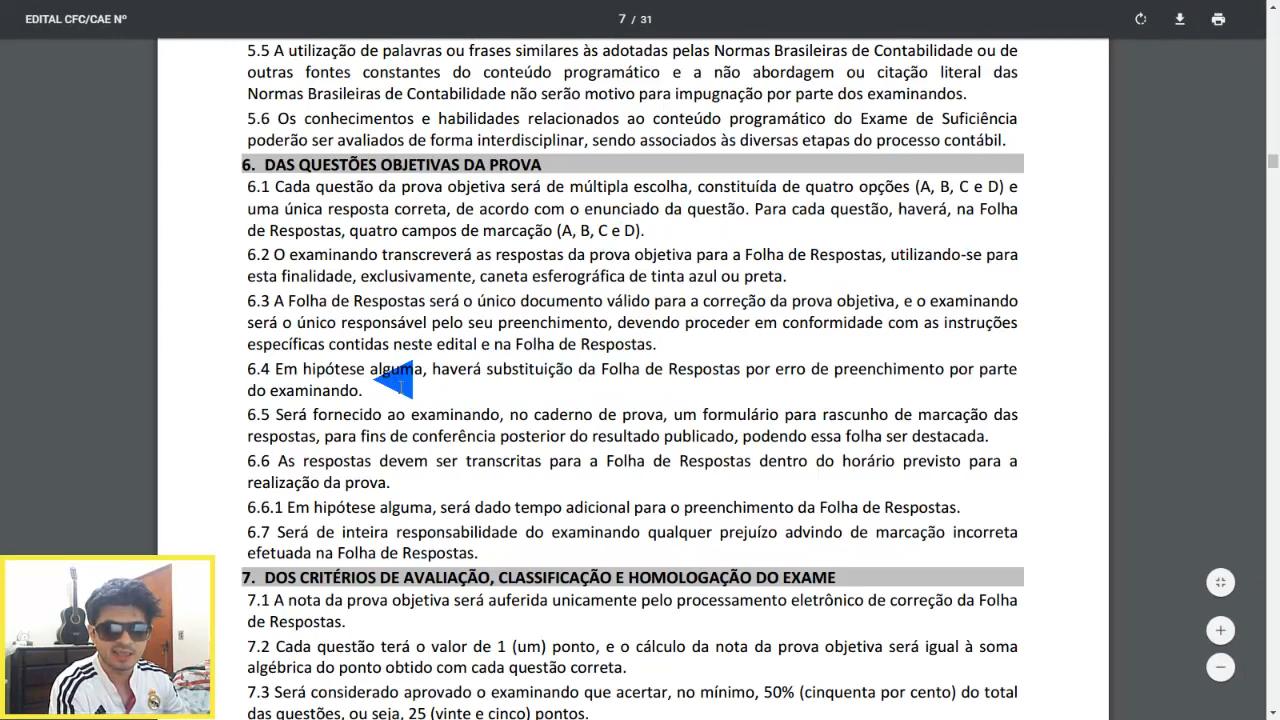 EDITAL CFC/CAE Nº
7 / 31
5.5 A utilização de palavras ou frases similares às adotadas pelas Normas Brasileiras de Contabilidade ou de
outras fontes constantes do conteúdo programático e a não abordagem ou citação literal das
Normas Brasileiras de Contabilidade não serão motivo para impugnação por parte dos examinandos.
5.6 Os conhecimentos e habilidades relacionados ao conteúdo programático do Exame de Suficiência
poderão ser avaliados de forma interdisciplinar, sendo associados às diversas etapas do processo contábil.
6. DAS QUESTÕES OBJETIVAS DA PROVA
6.1 Cada questão da prova objetiva será de múltipla escolha, constituída de quatro opções (A, B, C e D) e
uma única resposta correta, de acordo com o enunciado da questão. Para cada questão, haverá, na Folha
de Respostas, quatro campos de marcação (A, B, C e D).
6.2 O examinando transcreverá as respostas da prova objetiva para a Folha de Respostas, utilizando-se para
esta finalidade, exclusivamente, caneta esferográfica de tinta azul ou preta.
6.3 A Folha de Respostas será o único documento válido para a correção da prova objetiva, e o examinando
será o único responsável pelo seu preenchimento, devendo proceder em conformidade com as instruções
específicas contidas neste edital e na Folha de Respostas.
6.4 Em hipótese alguma, haverá substituição da Folha de Respostas por erro de preenchimento por parte
do examinando.
6.5 Será fornecido ao examinando, no caderno de prova, um formulário para rascunho de marcação das
respostas, para fins de conferência posterior do resultado publicado, podendo essa folha ser destacada.
6.6 As respostas devem ser transcritas para a Folha de Respostas dentro do horário previsto para a
realização da prova.
6.6.1 Em hipótese alguma, será dado tempo adicional para o preenchimento da Folha de Respostas.
6.7 Será de inteira responsabilidade do examinando qualquer prejuízo advindo de marcação incorreta
efetuada na Folha de Respostas.
7. DOS CRITÉRIOS DE AVALIAÇÃO, CLASSIFICAÇÃO E HOMOLOGAÇÃO DO EXAME
7.1 A nota da prova objetiva será auferida unicamente pelo processamento eletrônico de correção da Folha
de Respostas.
7.2 Cada questão terá o valor de 1 (um) ponto, e o cálculo da nota da prova objetiva será igual à soma
algébrica do ponto obtido com cada questão correta.
7.3 Será considerado aprovado o examinando que acertar, no mínimo, 50% (cinquenta por cento) do total
das questões, ou seja, 25 (vinte e cinco) pontos.